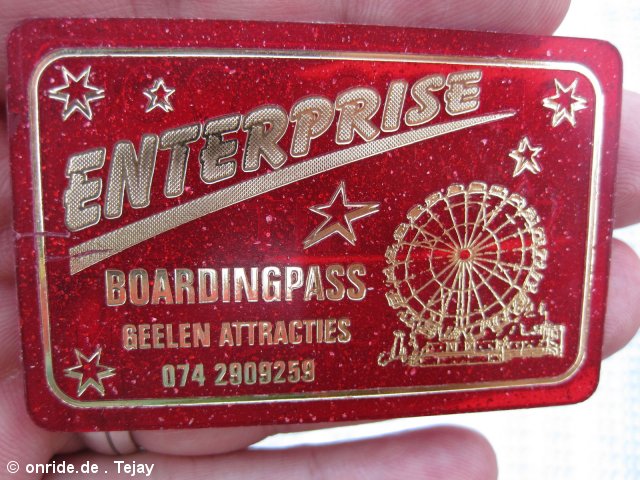 ENTERPRISE
BOARDINGPASS
GEELEN ATTRACTIES
074 2909259
© onride.de . Tejay